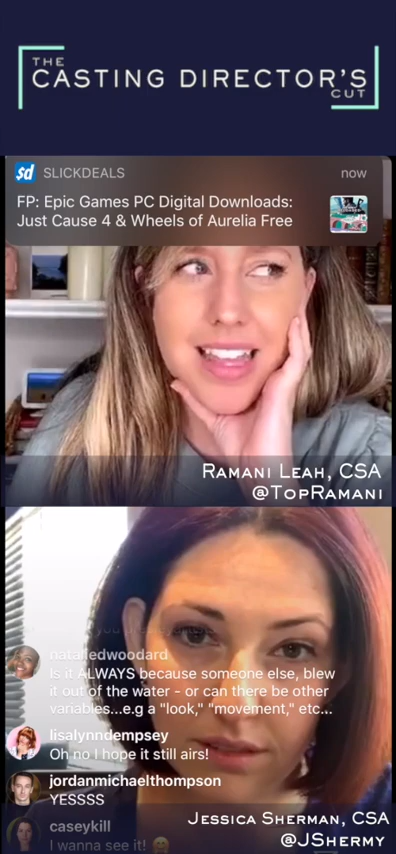 THE
CASTING DIRECTOR'S
CUT
$d SLICKDEALS now
FP: Epic Games PC Digital Downloads:
Just Cause 4 & Wheels of Aurelia Free
RAMANI LEAH, CSA
@TOPRAMANI
nataliedwoodard
Is it ALWAYS because someone else, blew
it out of the water - or can there be other
variables...e.g a "look," "movement," etc...
lisalynndempsey
Oh no I hope it still airs!
jordanmichaelthompson
YESSSS
JESSICA SHERMAN, CSA
caseykill
@JSHERMY
I wanna see it! 🤗